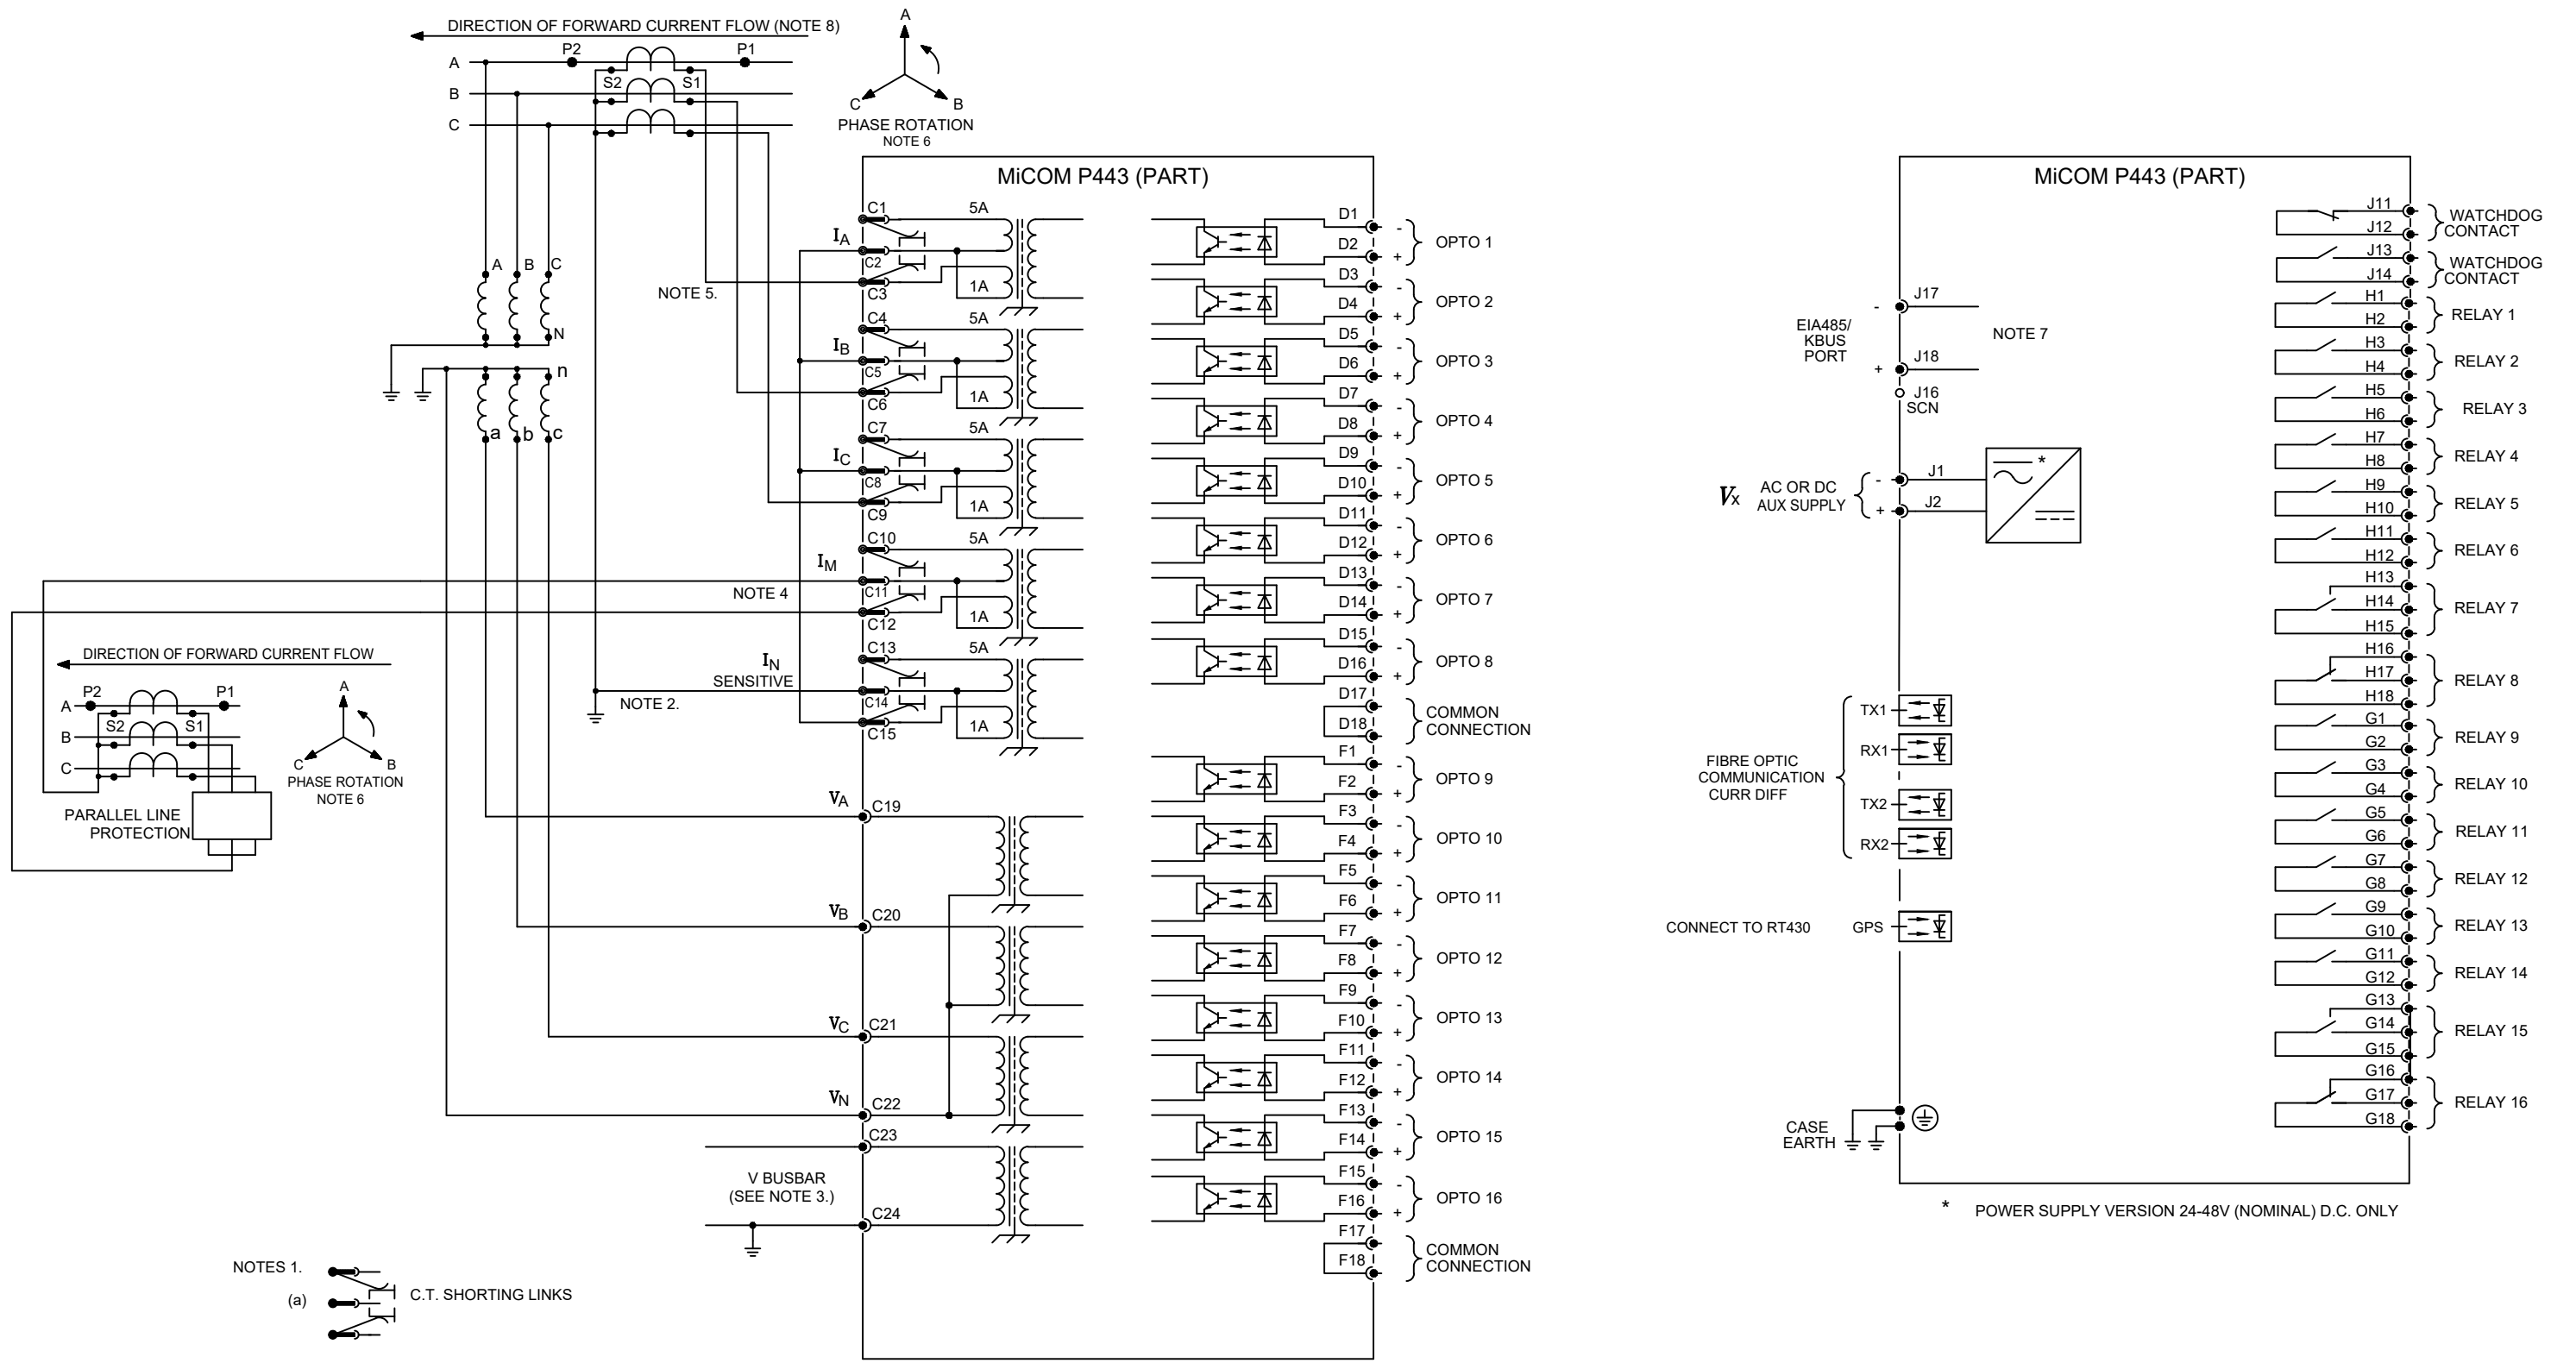 DIRECTION OF FORWARD CURRENT FLOW (NOTE 8)
A
P2
P1
S2
S1
B
C
A
C
B
PHASE ROTATION
NOTE 6
A
B
C
N
n
a
b
c
NOTE 5.
NOTE 4
NOTE 2.
DIRECTION OF FORWARD CURRENT FLOW
A
P2
P1
S2
S1
B
C
A
C
B
PHASE ROTATION
NOTE 6
PARALLEL LINE
PROTECTION
MiCOM P443 (PART)
C1
5A
IA
C2
C3
1A
C4
5A
IB
C5
C6
1A
C7
5A
IC
C8
C9
1A
C10
5A
IM
C11
C12
1A
C13
5A
IN
SENSITIVE
C14
C15
1A
VA
C19
VB
C20
VC
C21
VN
C22
C23
V BUSBAR
(SEE NOTE 3.)
C24
D1
-
D2
+
OPTO 1
D3
-
D4
+
OPTO 2
D5
-
D6
+
OPTO 3
D7
-
D8
+
OPTO 4
D9
-
D10
+
OPTO 5
D11
-
D12
+
OPTO 6
D13
-
D14
+
OPTO 7
D15
-
D16
+
OPTO 8
D17
D18
COMMON
CONNECTION
F1
-
F2
+
OPTO 9
F3
-
F4
+
OPTO 10
F5
-
F6
+
OPTO 11
F7
-
F8
+
OPTO 12
F9
-
F10
+
OPTO 13
F11
-
F12
+
OPTO 14
F13
-
F14
+
OPTO 15
F15
-
F16
+
OPTO 16
F17
F18
COMMON
CONNECTION
NOTES 1.
(a)
C.T. SHORTING LINKS
MiCOM P443 (PART)
-
J17
EIA485/
KBUS
PORT
NOTE 7
+
J18
J16
SCN
Vx
AC OR DC
AUX SUPPLY
-
J1
+
J2
*
TX1
RX1
FIBRE OPTIC
COMMUNICATION
CURR DIFF
TX2
RX2
CONNECT TO RT430
GPS
CASE
EARTH
J11
J12
WATCHDOG
CONTACT
J13
J14
WATCHDOG
CONTACT
H1
H2
RELAY 1
H3
H4
RELAY 2
H5
H6
RELAY 3
H7
H8
RELAY 4
H9
H10
RELAY 5
H11
H12
RELAY 6
H13
H14
H15
RELAY 7
H16
H17
H18
RELAY 8
G1
G2
RELAY 9
G3
G4
RELAY 10
G5
G6
RELAY 11
G7
G8
RELAY 12
G9
G10
RELAY 13
G11
G12
RELAY 14
G13
G14
G15
RELAY 15
G16
G17
G18
RELAY 16
* POWER SUPPLY VERSION 24-48V (NOMINAL) D.C. ONLY